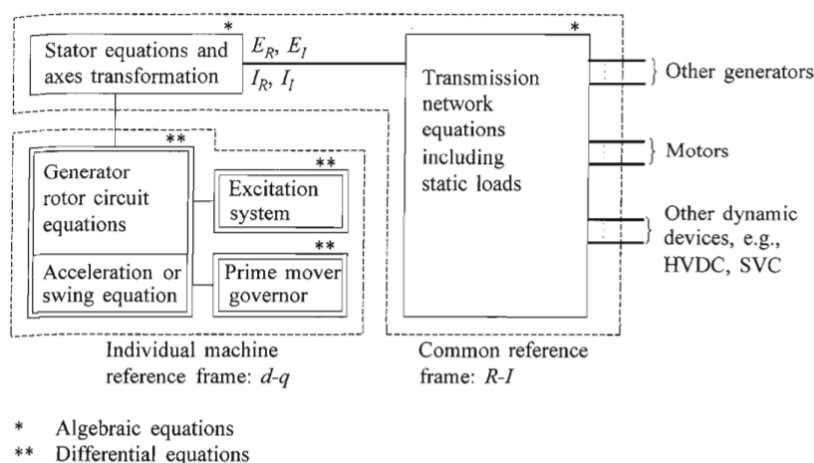 *
Stator equations and
axes transformation
E_R, E_I
I_R, I_I
*
Transmission
network
equations
including
static loads
Other generators
Motors
Other dynamic
devices, e.g.,
HVDC, SVC
**
Generator
rotor circuit
equations
Acceleration or
swing equation
**
Excitation
system
**
Prime mover
governor
Individual machine
reference frame: d-q
Common reference
frame: R-I
* Algebraic equations
** Differential equations